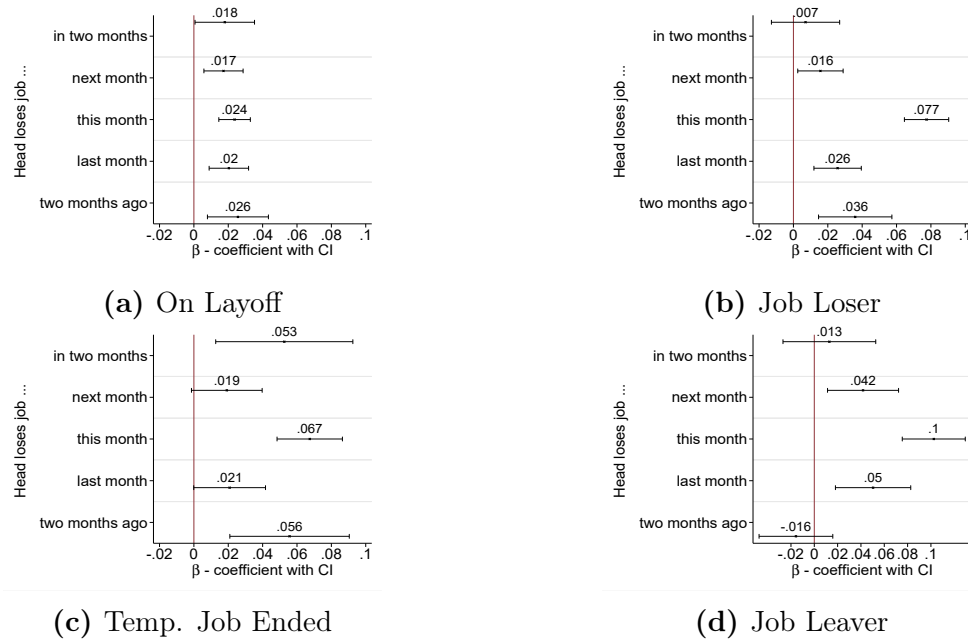 Head loses job ...
in two months
next month
this month
last month
two months ago
.018
.017
.024
.02
.026
-.02 0 .02 .04 .06 .08 .1
β - coefficient with CI
(a) On Layoff
Head loses job ...
in two months
next month
this month
last month
two months ago
.007
.016
.077
.026
.036
-.02 0 .02 .04 .06 .08 .1
β - coefficient with CI
(b) Job Loser
Head loses job ...
in two months
next month
this month
last month
two months ago
.053
.019
.067
.021
.056
-.02 0 .02 .04 .06 .08 .1
β - coefficient with CI
(c) Temp. Job Ended
Head loses job ...
in two months
next month
this month
last month
two months ago
.013
.042
.1
.05
-.016
-.02 0 .02 .04 .06 .08 .1
β - coefficient with CI
(d) Job Leaver